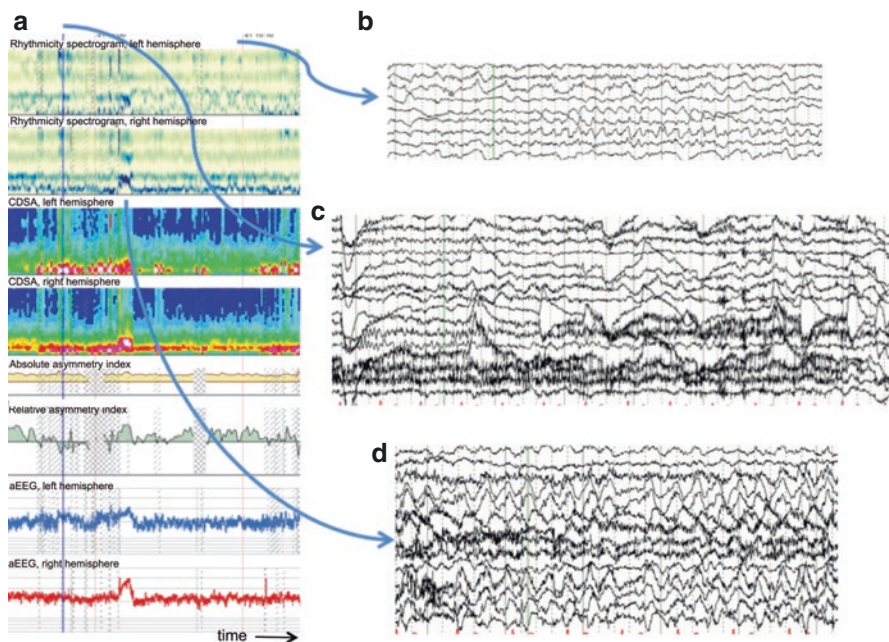 a
Rhythmicity spectrogram, left hemisphere
Rhythmicity spectrogram, right hemisphere
CDSA, left hemisphere
CDSA, right hemisphere
Absolute asymmetry index
Relative asymmetry index
aEEG, left hemisphere
aEEG, right hemisphere
time
b
c
d